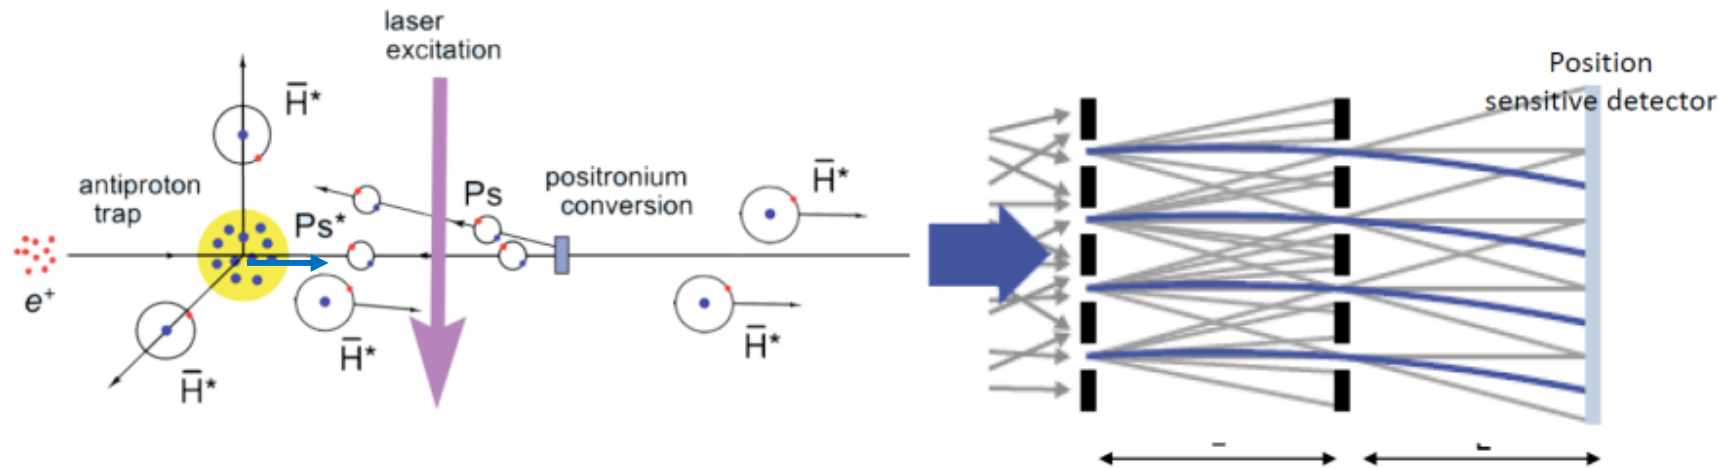 laser
excitation
H̅*
antiproton
trap
Ps*
Ps
positronium
conversion
H̅*
e⁺
H̅*
H̅*
H̅*
Position
sensitive detector